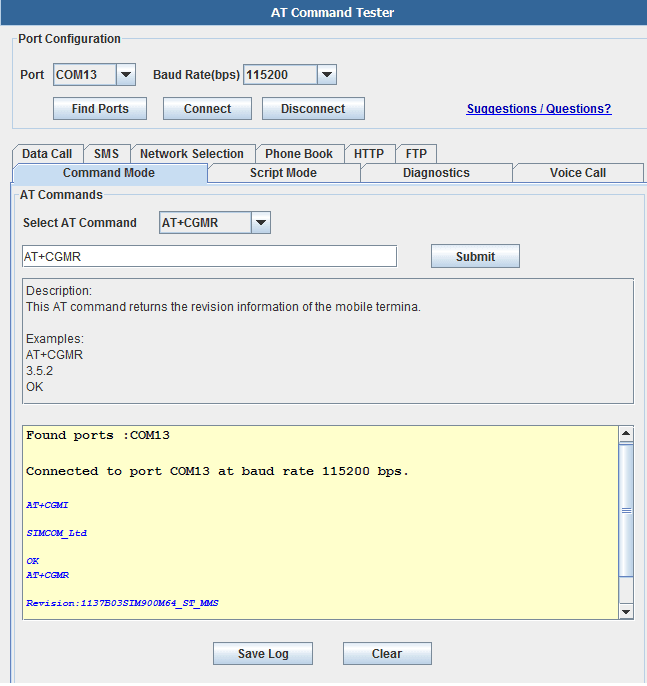 AT Command Tester
Port Configuration
Port COM13 Baud Rate(bps) 115200
Find Ports Connect Disconnect Suggestions / Questions?
Data Call SMS Network Selection Phone Book HTTP FTP
Command Mode Script Mode Diagnostics Voice Call
AT Commands
Select AT Command AT+CGMR
AT+CGMR Submit
Description:
This AT command returns the revision information of the mobile termina.
Examples:
AT+CGMR
3.5.2
OK
Found ports :COM13
Connected to port COM13 at baud rate 115200 bps.
AT+CGMI
SIMCOM_Ltd
OK
AT+CGMR
Revision:1137B03SIM900M64_ST_MMS
Save Log Clear